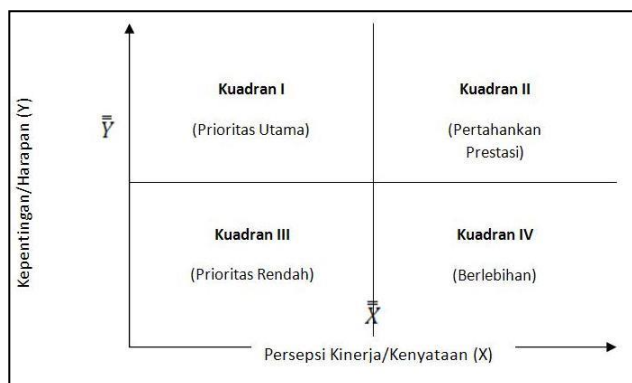 Kepentingan/Harapan (Y)
Kuadran I
(Prioritas Utama)
Kuadran II
(Pertahankan
Prestasi)
Y̿
Kuadran III
(Prioritas Rendah)
Kuadran IV
(Berlebihan)
X̿
Persepsi Kinerja/Kenyataan (X)